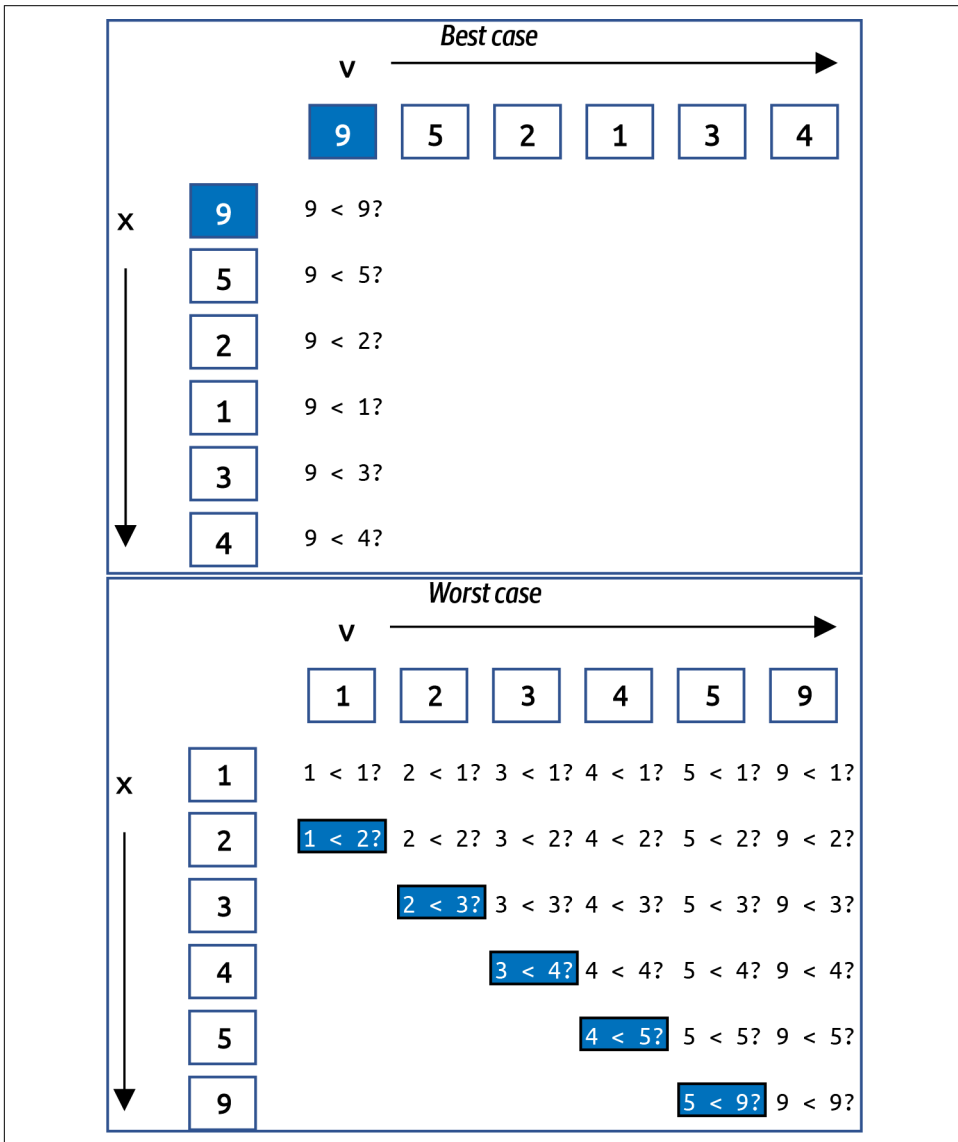 Best case
v
9 5 2 1 3 4
x 9 9 < 9?
5 9 < 5?
2 9 < 2?
1 9 < 1?
3 9 < 3?
4 9 < 4?
Worst case
v
1 2 3 4 5 9
x 1 1 < 1? 2 < 1? 3 < 1? 4 < 1? 5 < 1? 9 < 1?
2 1 < 2? 2 < 2? 3 < 2? 4 < 2? 5 < 2? 9 < 2?
3 2 < 3? 3 < 3? 4 < 3? 5 < 3? 9 < 3?
4 3 < 4? 4 < 4? 5 < 4? 9 < 4?
5 4 < 5? 5 < 5? 9 < 5?
9 5 < 9? 9 < 9?